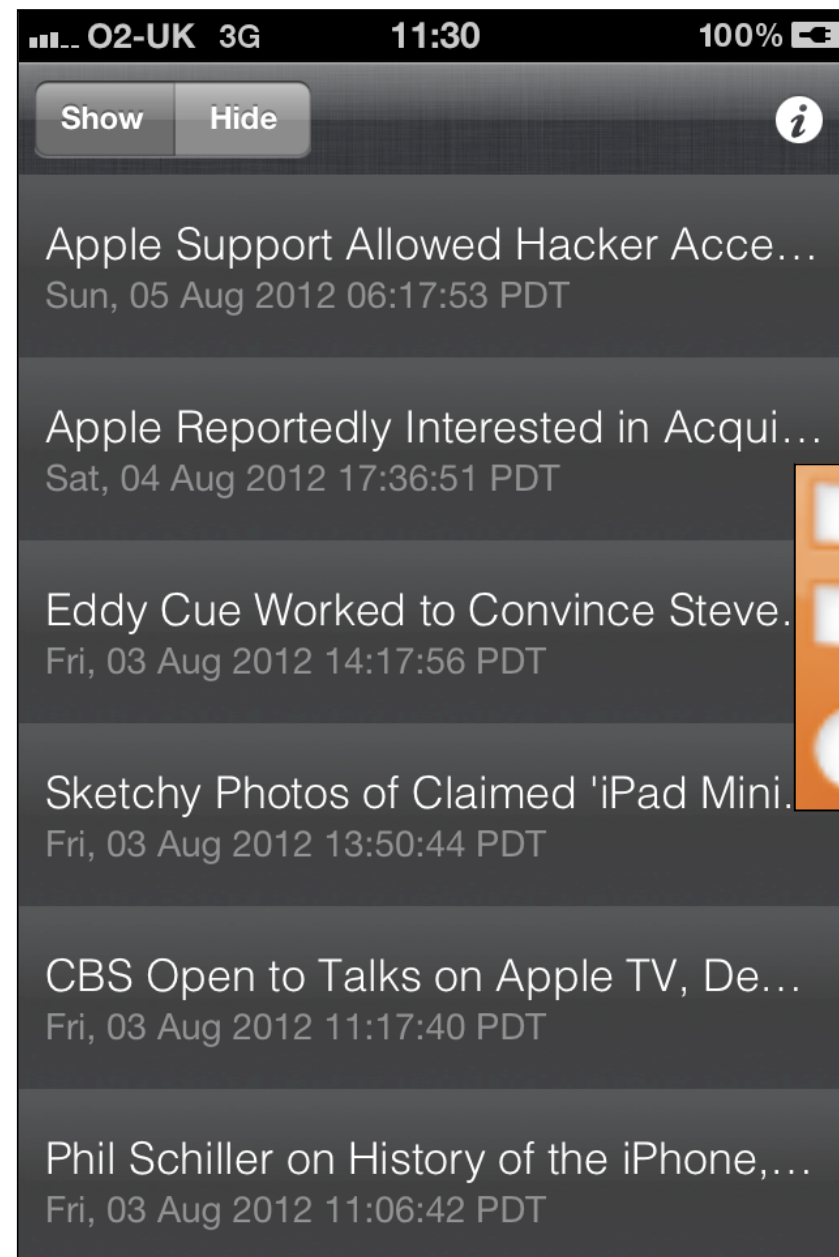 O2-UK 3G 11:30 100%
Show Hide
Apple Support Allowed Hacker Acce...
Sun, 05 Aug 2012 06:17:53 PDT
Apple Reportedly Interested in Acqui...
Sat, 04 Aug 2012 17:36:51 PDT
Eddy Cue Worked to Convince Steve.
Fri, 03 Aug 2012 14:17:56 PDT
Sketchy Photos of Claimed 'iPad Mini.
Fri, 03 Aug 2012 13:50:44 PDT
CBS Open to Talks on Apple TV, De...
Fri, 03 Aug 2012 11:17:40 PDT
Phil Schiller on History of the iPhone,...
Fri, 03 Aug 2012 11:06:42 PDT